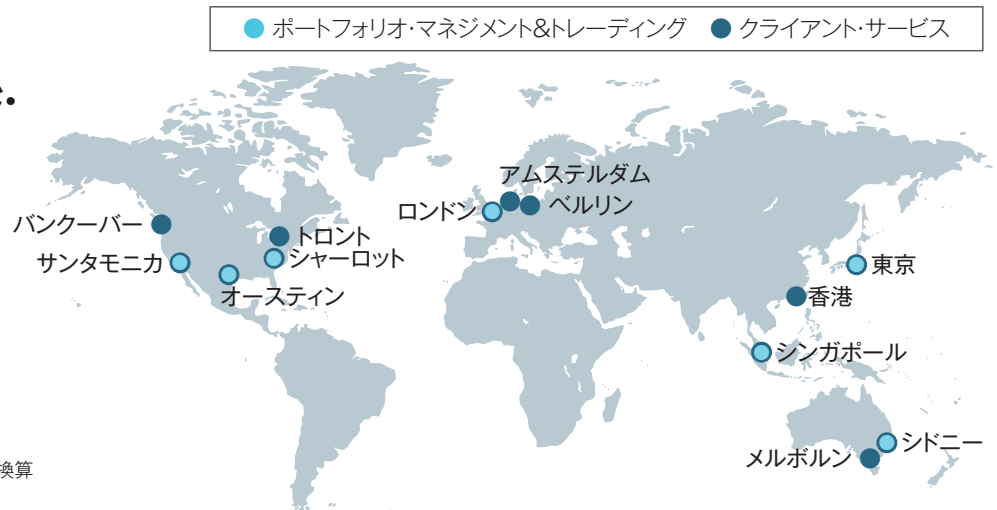 ポートフォリオ・マネジメント&トレーディング クライアント・サービス
アムステルダム
ロンドン ベルリン
バンクーバー トロント
サンタモニカ シャーロット
オースティン
東京
香港
シンガポール
シドニー
メルボルン
換算